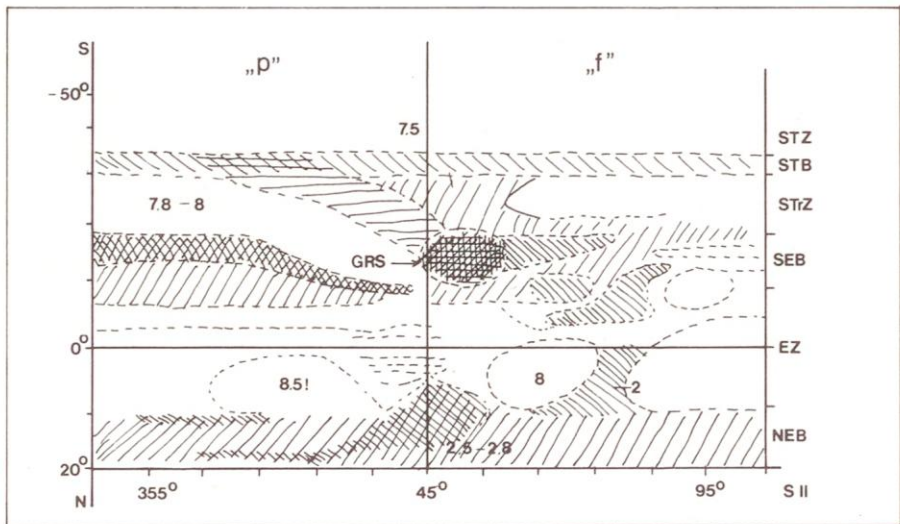 S
„p”
„f”
-50°
7.5
STZ
STB
7.8 - 8
STrZ
GRS
SEB
0°
EZ
8.5!
8
2
NEB
2.5-2.8
20°
N
355°
45°
95°
S II